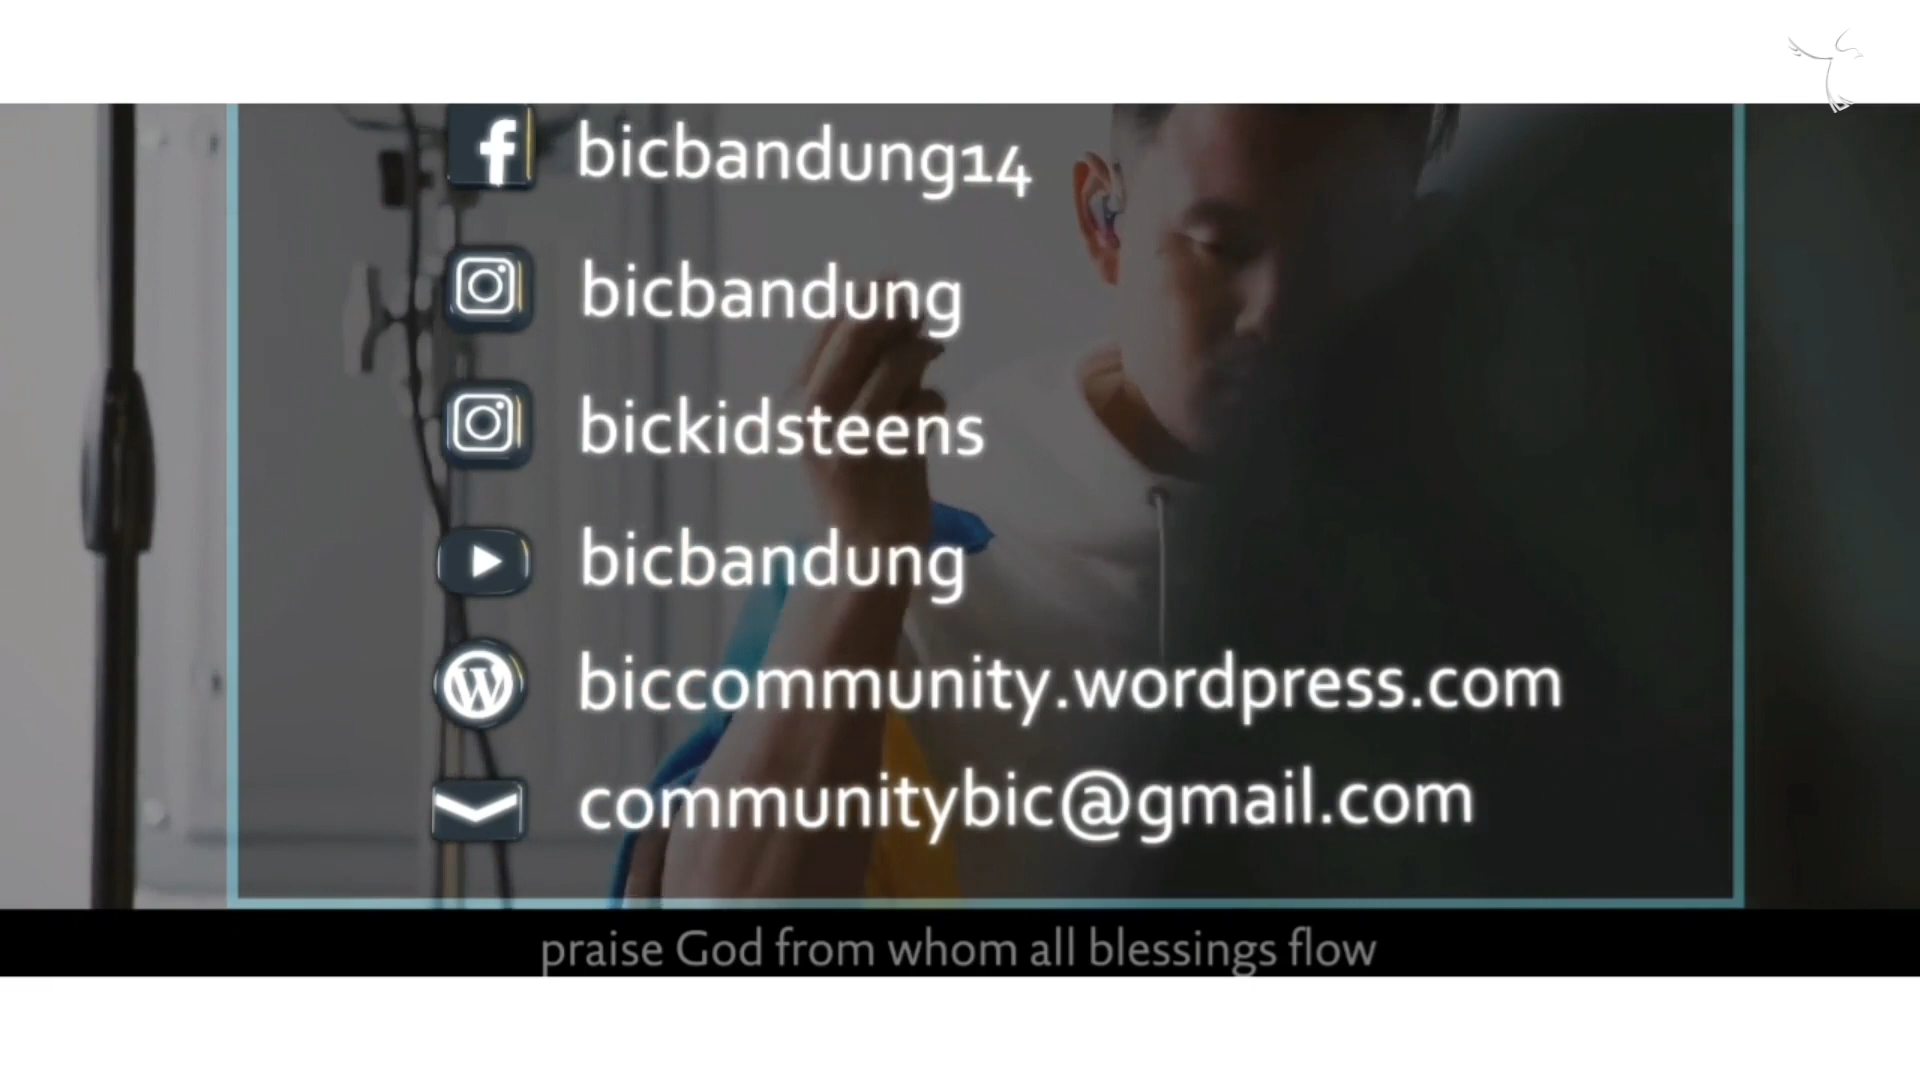 bicbandung14
bicbandung
bickidsteens
bicbandung
biccommunity.wordpress.com
communitybic@gmail.com
praise God from whom all blessings flow